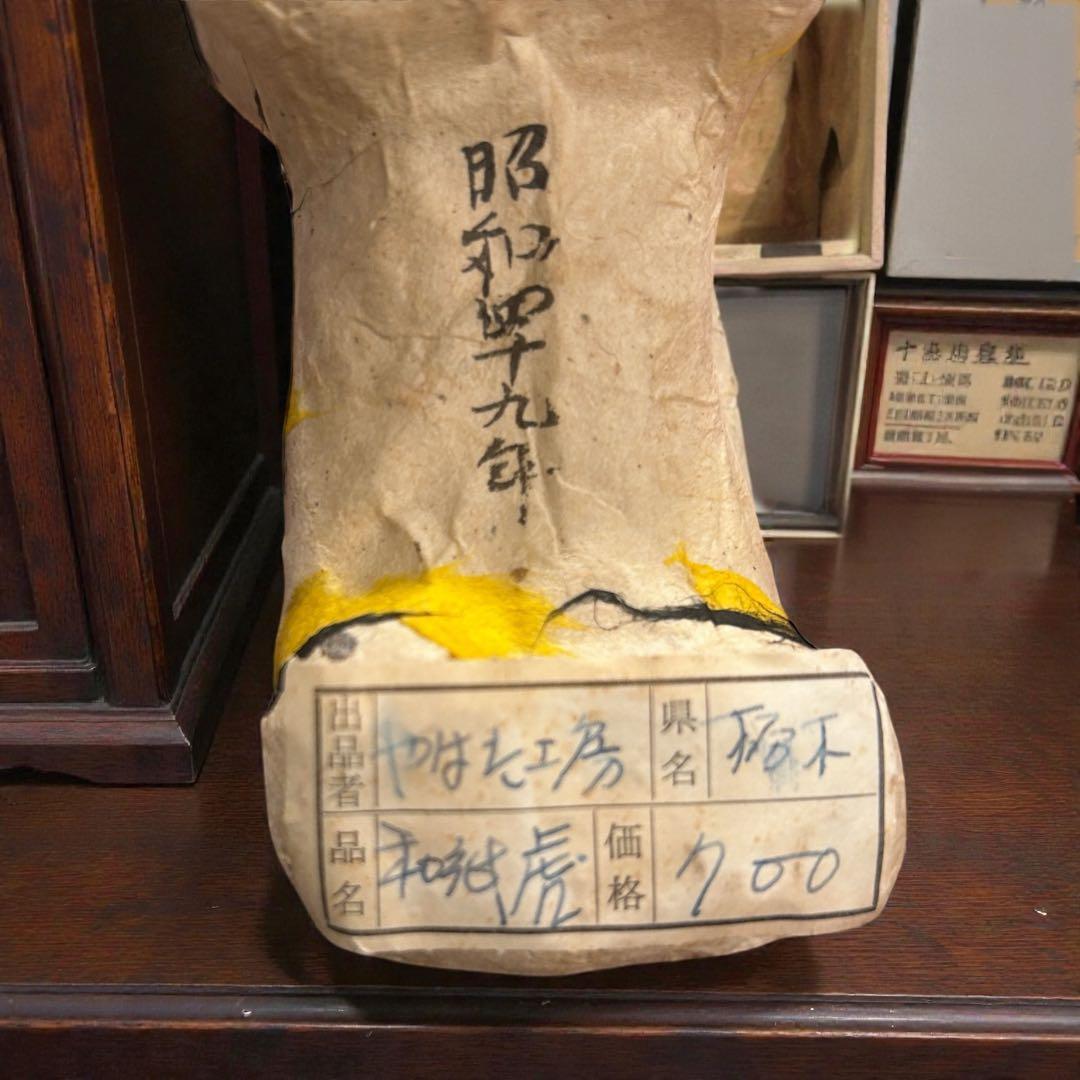 昭和四十九年
出品者 やはた工房 県名 栃木
品名 和紙虎 価格 700